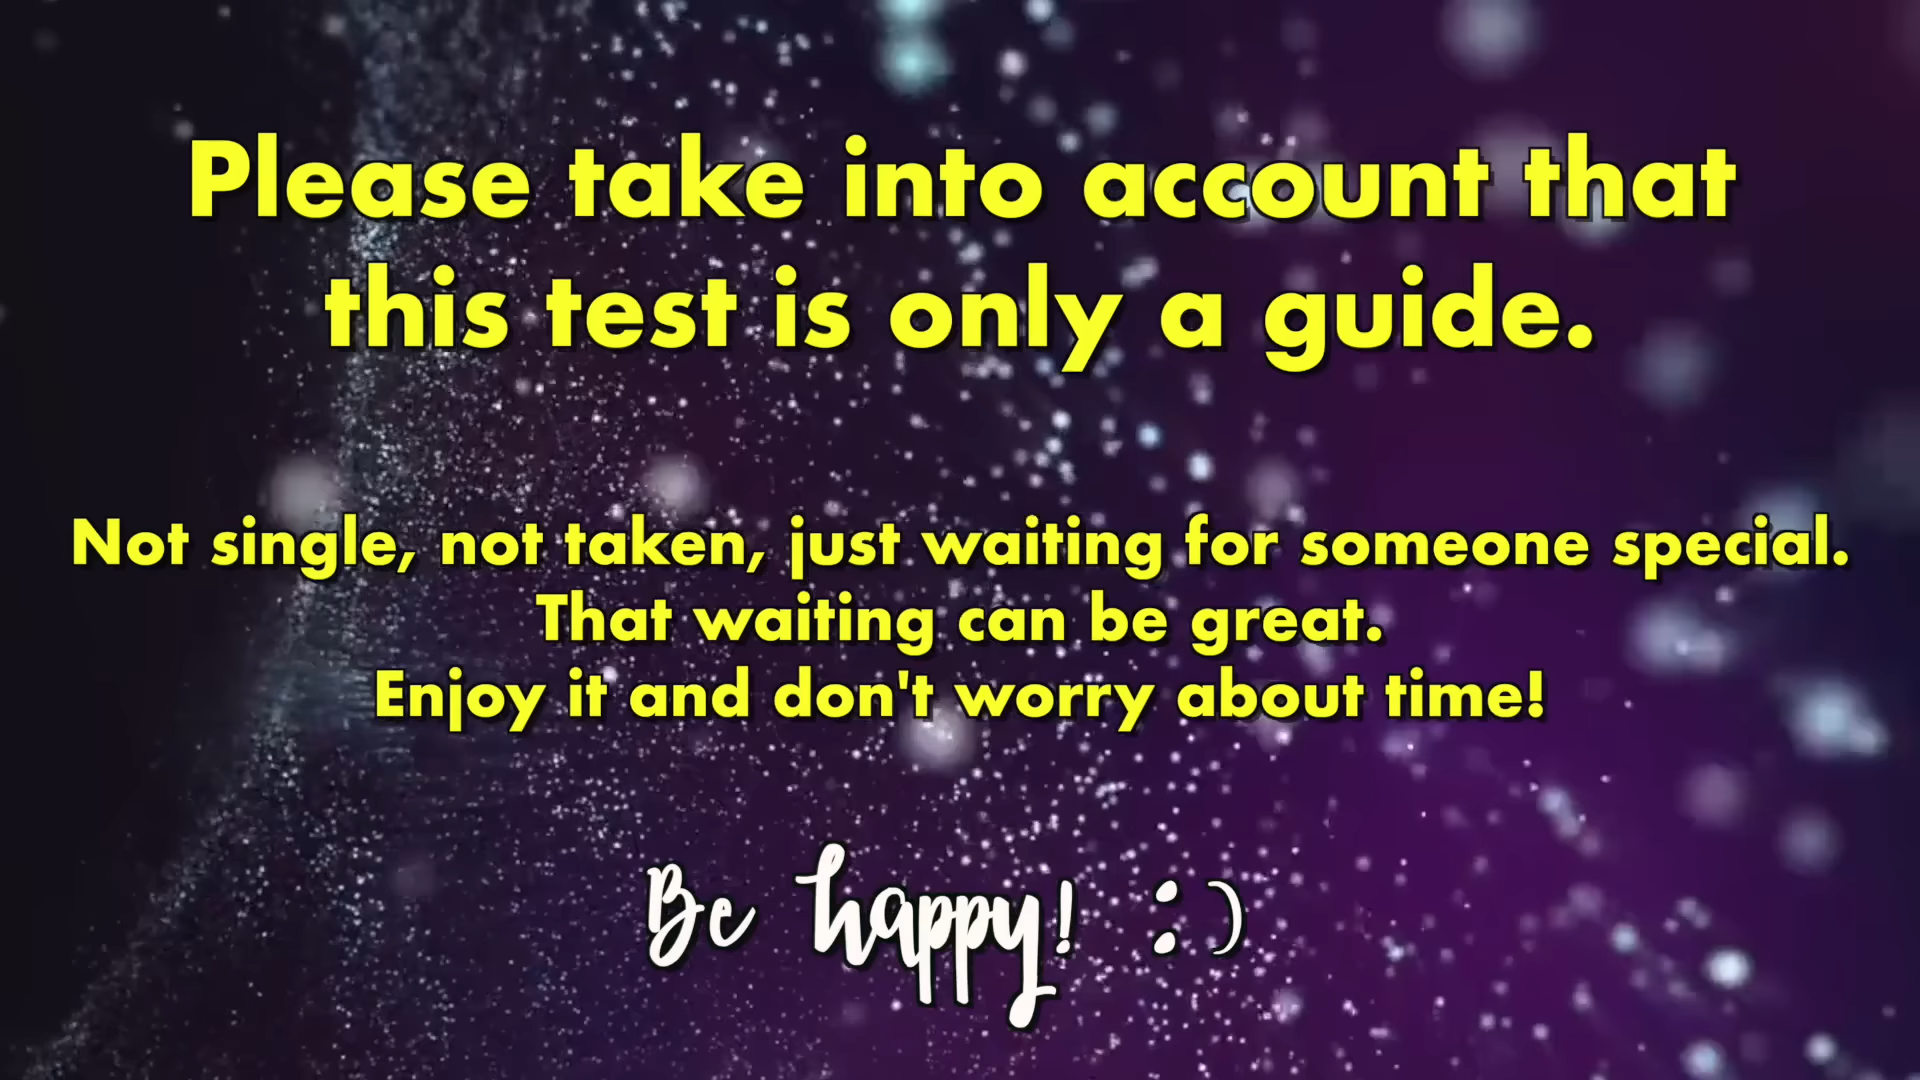 Please take into account that
this test is only a guide.
Not single, not taken, just waiting for someone special.
That waiting can be great.
Enjoy it and don't worry about time!
Be happy! :)